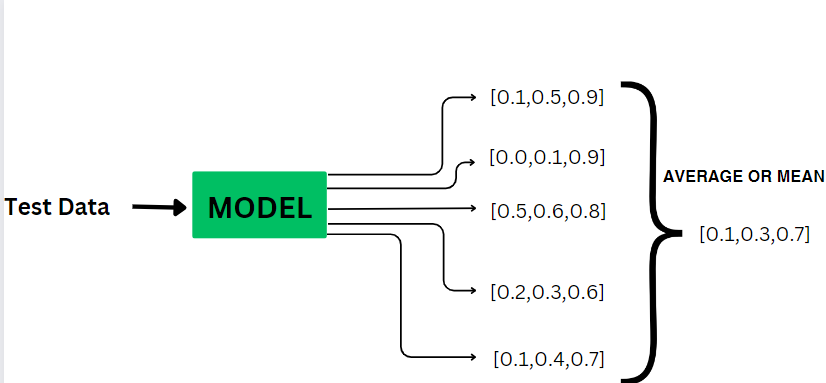 Test Data
MODEL
[0.1,0.5,0.9]
[0.0,0.1,0.9]
[0.5,0.6,0.8]
[0.2,0.3,0.6]
[0.1,0.4,0.7]
AVERAGE OR MEAN
[0.1,0.3,0.7]